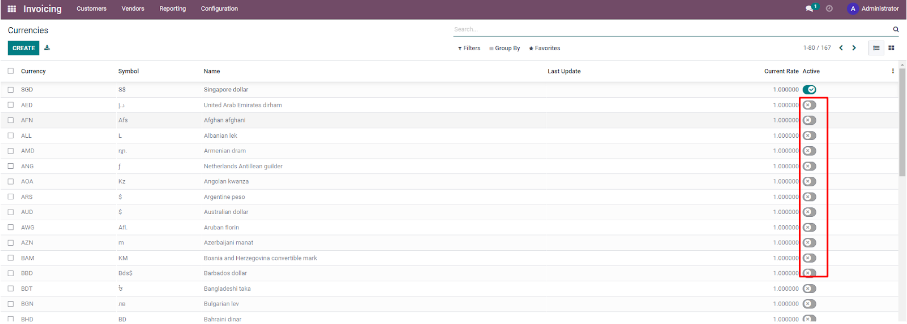 Invoicing Customers Vendors Reporting Configuration 1 A Administrator
Currencies Search...
CREATE Filters Group By Favorites 1-80 / 167
Currency Symbol Name Last Update Current Rate Active
SGD S$ Singapore dollar 1.000000
AED United Arab Emirates dirham 1.000000
AFN Afs Afghan afghani 1.000000
ALL L Albanian lek 1.000000
AMD Armenian dram 1.000000
ANG ƒ Netherlands Antillean guilder 1.000000
AOA Kz Angolan kwanza 1.000000
ARS $ Argentine peso 1.000000
AUD $ Australian dollar 1.000000
AWG Afl. Aruban florin 1.000000
AZN m Azerbaijani manat 1.000000
BAM KM Bosnia and Herzegovina convertible mark 1.000000
BBD Bds$ Barbados dollar 1.000000
BDT Bangladeshi taka 1.000000
BGN лв Bulgarian lev 1.000000
BHD BD Bahraini dinar 1.000000